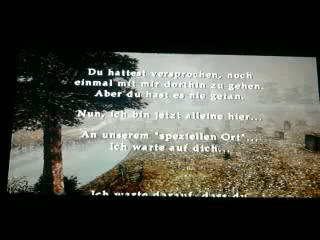 Du hattest versprochen, noch
einmal mit mir dorthin zu gehen.
Aber du hast es nie getan.
Nun, ich bin jetzt alleine hier...
An unserem "speziellen Ort"...
Ich warte auf dich...
Ich warte darauf, dass du